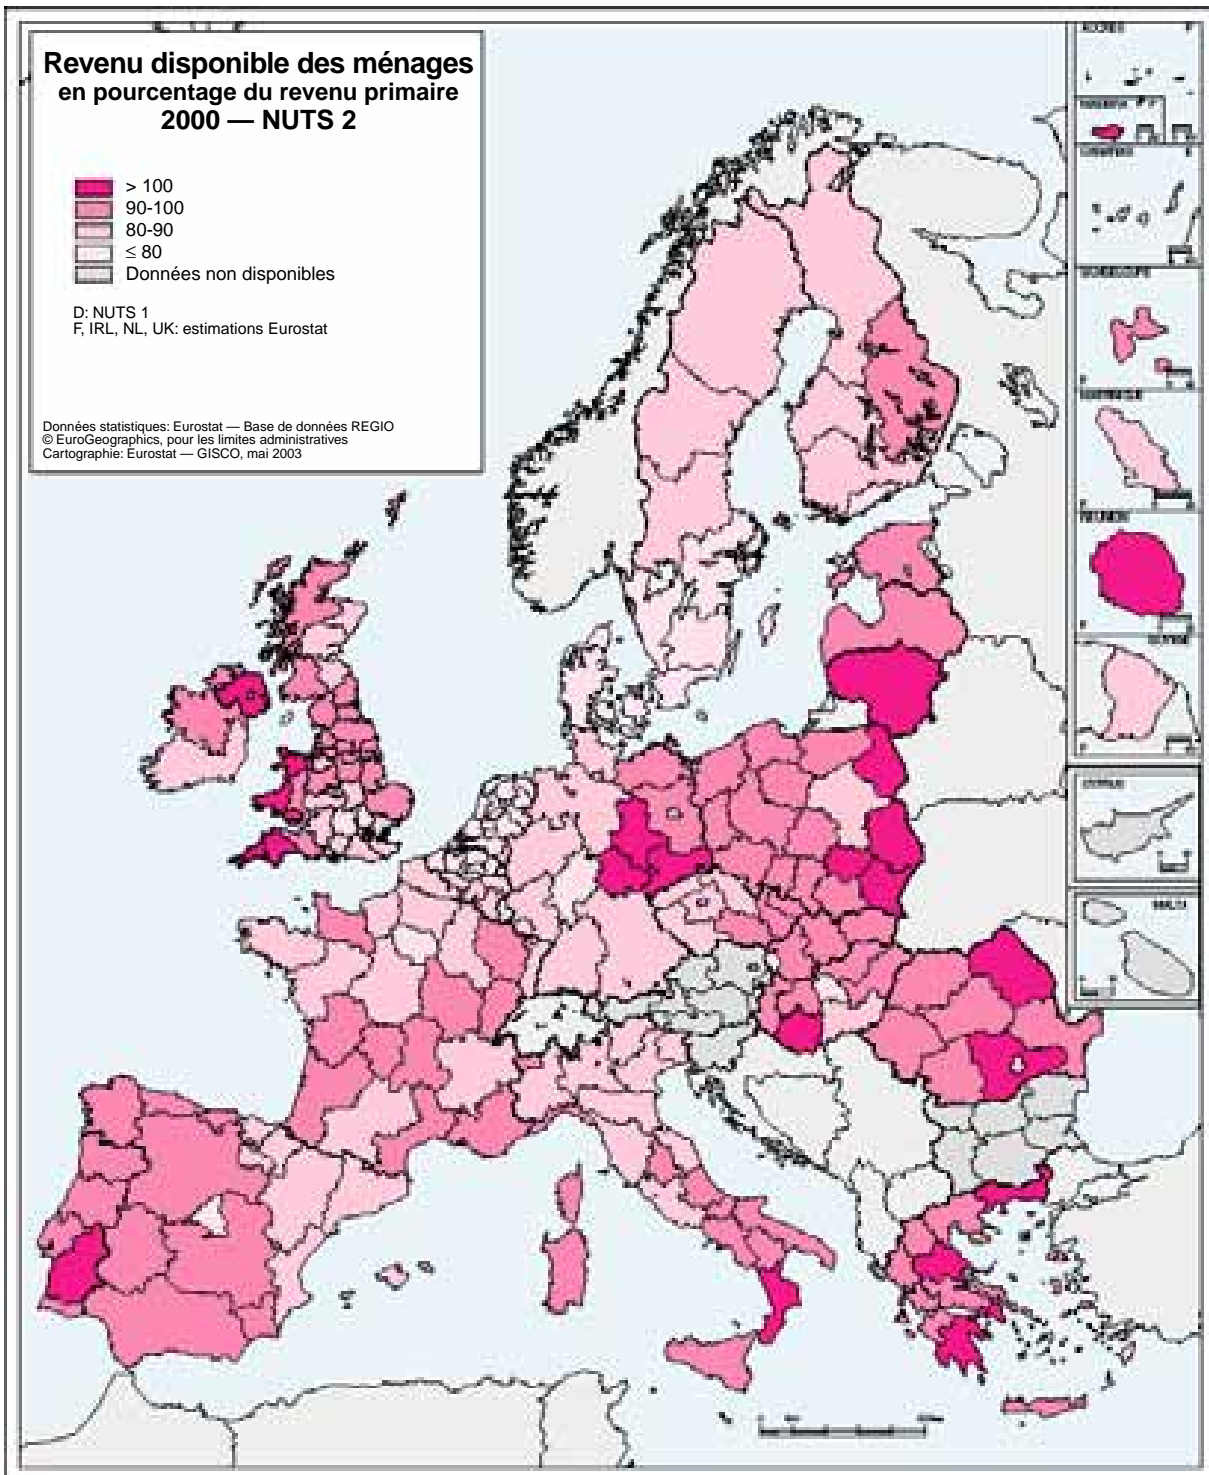 Revenu disponible des ménages
en pourcentage du revenu primaire
2000 — NUTS 2
> 100
90-100
80-90
≤ 80
Données non disponibles
D: NUTS 1
F, IRL, NL, UK: estimations Eurostat
Données statistiques: Eurostat — Base de données REGIO
© EuroGeographics, pour les limites administratives
Cartographie: Eurostat — GISCO, mai 2003